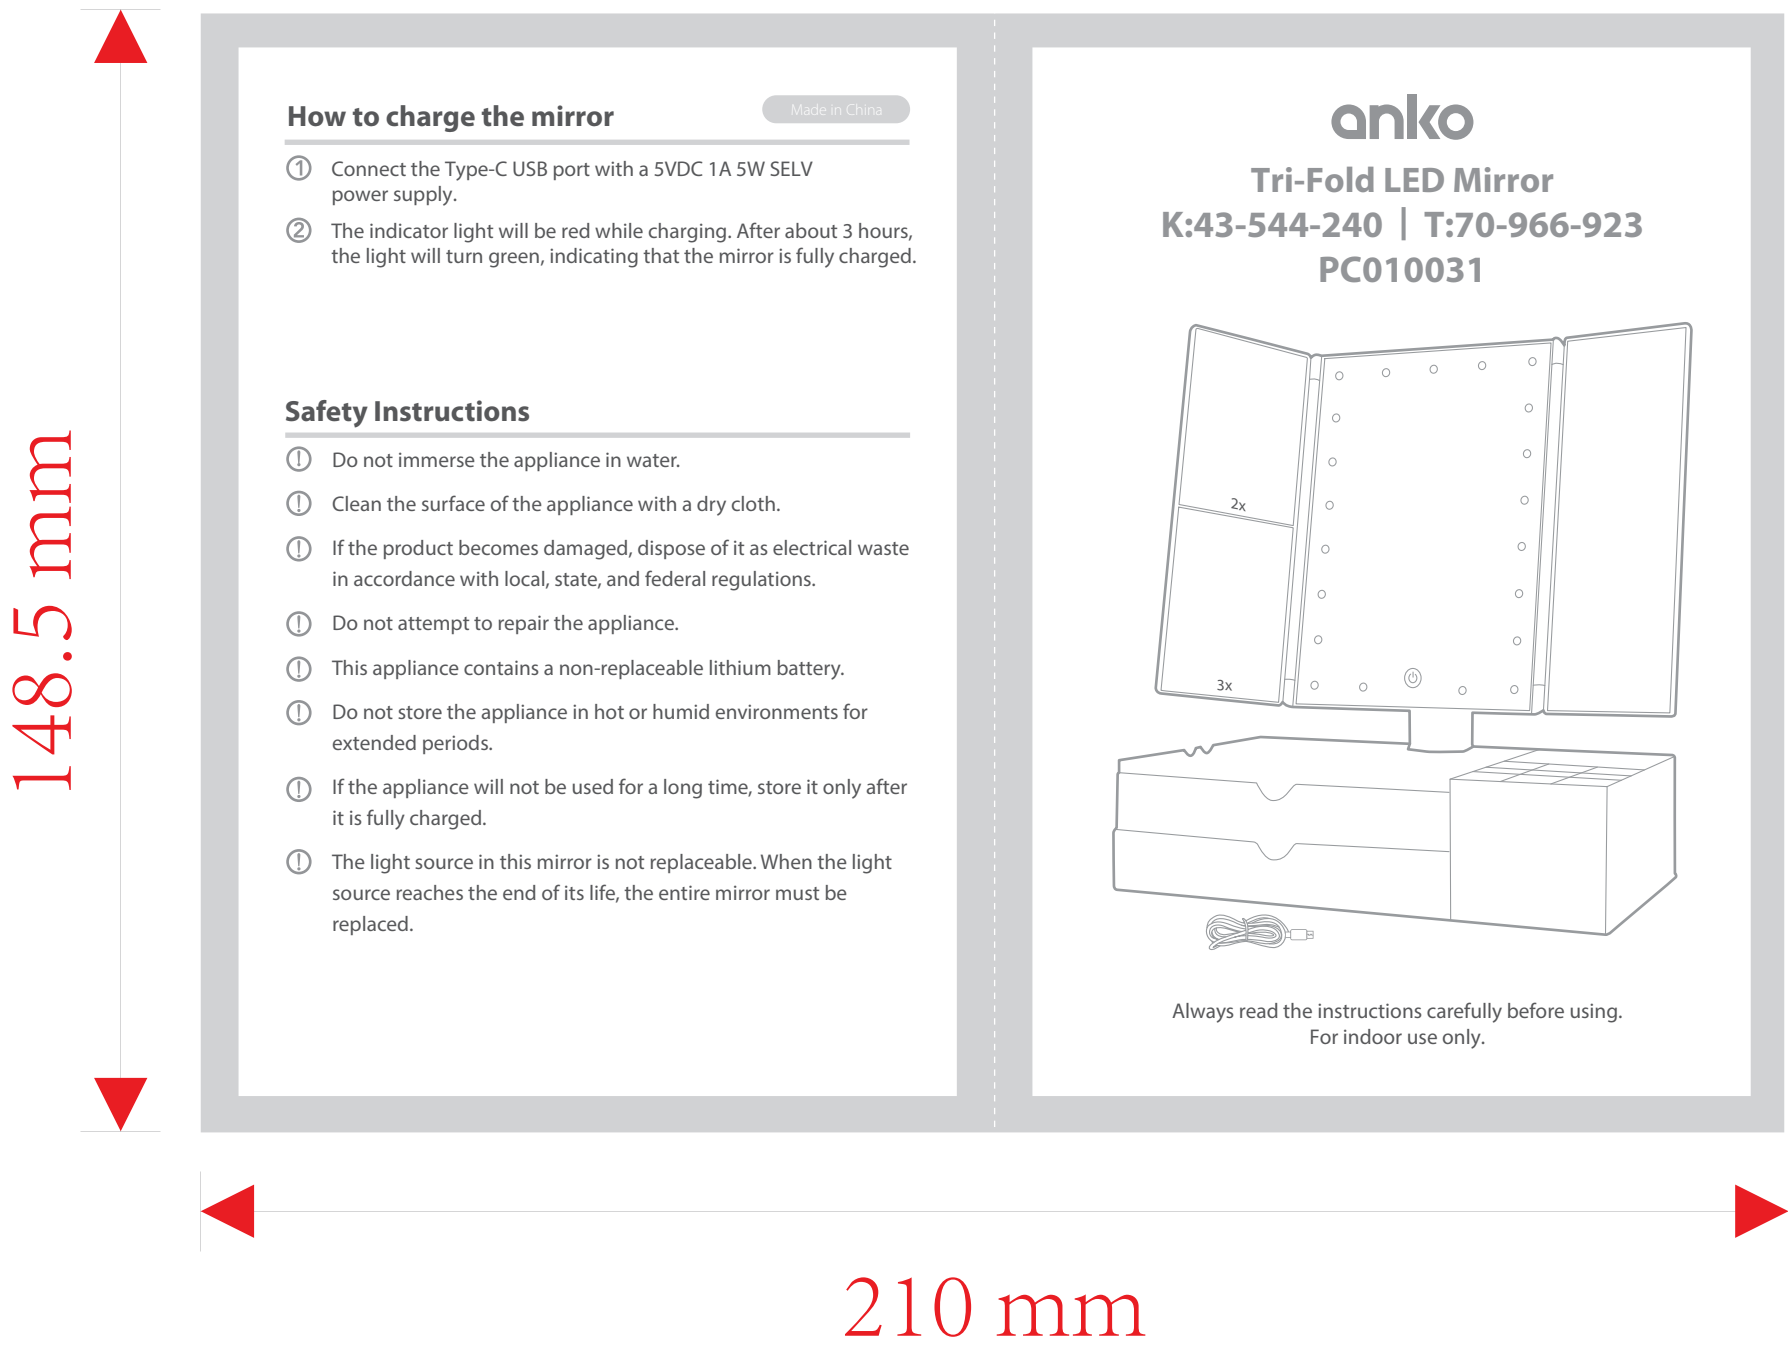 148.5 mm
How to charge the mirror
Made in China
① Connect the Type-C USB port with a 5VDC 1A 5W SELV
power supply.
② The indicator light will be red while charging. After about 3 hours,
the light will turn green, indicating that the mirror is fully charged.
Safety Instructions
! Do not immerse the appliance in water.
! Clean the surface of the appliance with a dry cloth.
! If the product becomes damaged, dispose of it as electrical waste
in accordance with local, state, and federal regulations.
! Do not attempt to repair the appliance.
! This appliance contains a non-replaceable lithium battery.
! Do not store the appliance in hot or humid environments for
extended periods.
! If the appliance will not be used for a long time, store it only after
it is fully charged.
! The light source in this mirror is not replaceable. When the light
source reaches the end of its life, the entire mirror must be
replaced.
anko
Tri-Fold LED Mirror
K:43-544-240 | T:70-966-923
PC010031
2x
3x
Always read the instructions carefully before using.
For indoor use only.
210 mm